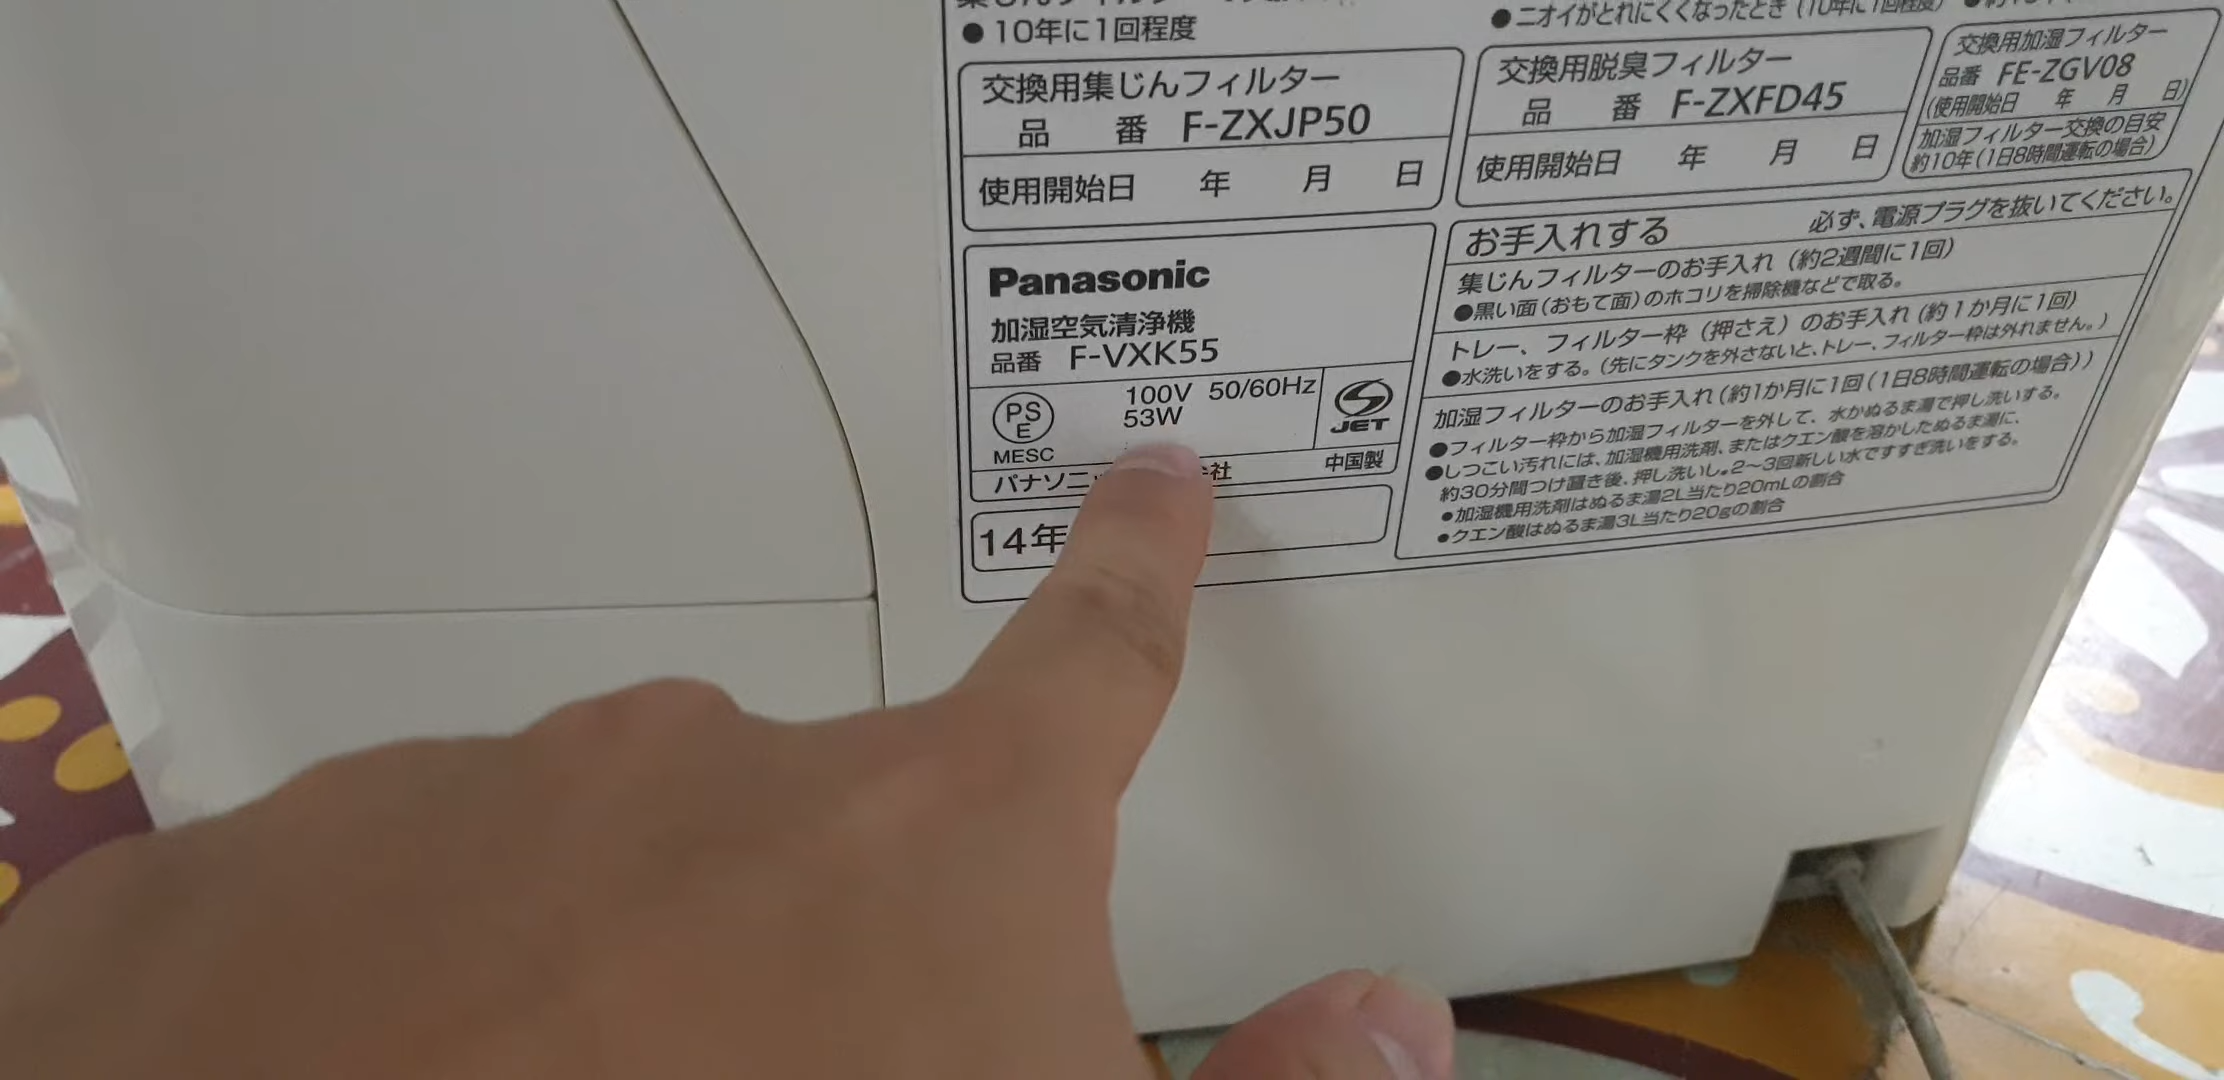 ●10年に1回程度
●ニオイがとれにくくなったとき(10年に1回程度)
交換用集じんフィルター
品 番 F-ZXJP50
使用開始日 年 月 日
交換用脱臭フィルター
品 番 F-ZXFD45
使用開始日 年 月 日
交換用加湿フィルター
品番 FE-ZGV08
(使用開始日 年 月 日)
加湿フィルター交換の目安
約10年(1日8時間運転の場合)
Panasonic
加湿空気清浄機
品番 F-VXK55
PSE
MESC
100V 50/60Hz
53W
JET
パナソニッ
社
中国製
14年
お手入れする 必ず、電源プラグを抜いてください。
集じんフィルターのお手入れ(約2週間に1回)
●黒い面(おもて面)のホコリを掃除機などで取る。
トレー、フィルター枠(押さえ)のお手入れ(約1か月に1回)
●水洗いをする。(先にタンクを外さないと、トレー、フィルター枠は外れません。)
加湿フィルターのお手入れ(約1か月に1回(1日8時間運転の場合))
●フィルター枠から加湿フィルターを外して、水かぬるま湯で押し洗いする。
●しつこい汚れには、加湿機用洗剤、またはクエン酸を溶かしたぬるま湯に、
約30分間つけ置き後、押し洗いし。2~3回新しい水ですすぎ洗いをする。
●加湿機用洗剤はぬるま湯2L当たり20mLの割合
●クエン酸はぬるま湯3L当たり20gの割合